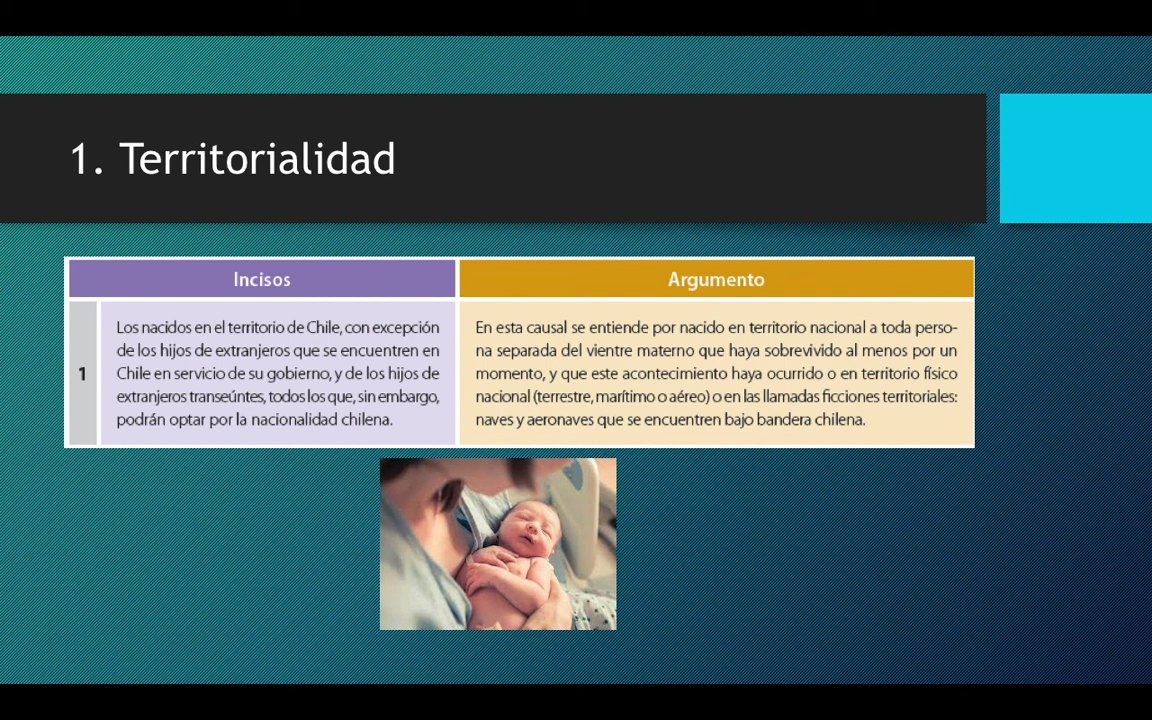 1. Territorialidad
Incisos
Argumento
1
Los nacidos en el territorio de Chile, con excepción
de los hijos de extranjeros que se encuentren en
Chile en servicio de su gobierno, y de los hijos de
extranjeros transeúntes, todos los que, sin embargo,
podrán optar por la nacionalidad chilena.
En esta causal se entiende por nacido en territorio nacional a toda perso-
na separada del vientre materno que haya sobrevivido al menos por un
momento, y que este acontecimiento haya ocurrido o en territorio físico
nacional (terrestre, marítimo o aéreo) o en las llamadas ficciones territoriales:
naves y aeronaves que se encuentren bajo bandera chilena.